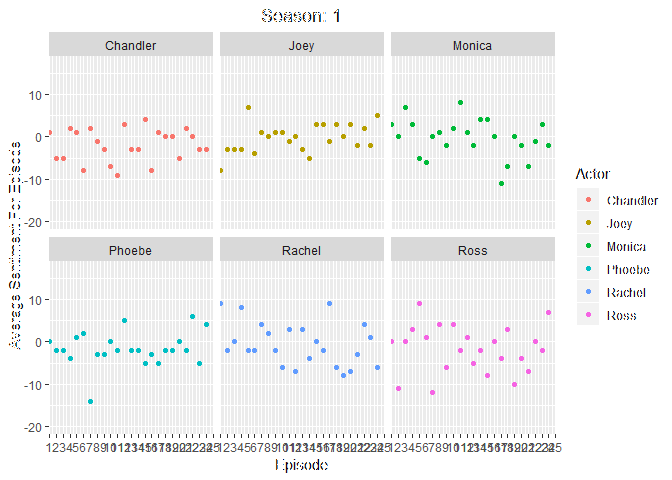 Season: 1
Chandler
Joey
Monica
10
0
-10
-20
Average Sentiment For Episode
Phoebe
Rachel
Ross
10
0
-10
-20
Episode
Actor
Chandler
Joey
Monica
Phoebe
Rachel
Ross